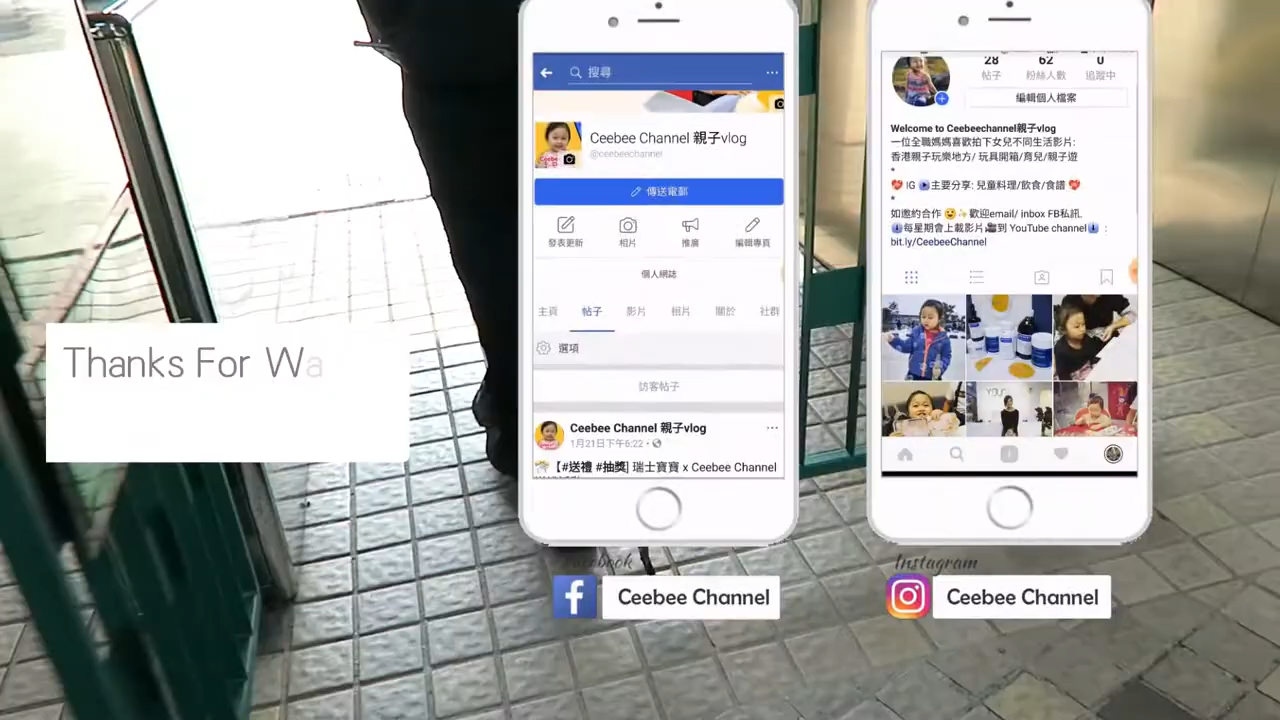 Thanks For Wa
搜尋
Ceebee Channel 親子vlog
@ceebeechannel
傳送電郵
發表更新 相片 推廣 編輯專頁
個人網誌
主頁 帖子 影片 相片 關於 社群
選項
訪客帖子
Ceebee Channel 親子vlog
1月21日下午6:22
【#送禮 #抽獎] 瑞士寶寶 x Ceebee Channel
Facebook
Ceebee Channel
28 62 0
帖子 粉絲人數 追蹤中
編輯個人檔案
Welcome to Ceebeechannel親子vlog
一位全職媽媽喜歡拍下女兒不同生活影片:
香港親子玩樂地方/ 玩具開箱/育兒/親子遊
*
IG 主要分享: 兒童料理/飲食/食譜
*
如邀約合作 歡迎email/ inbox FB私訊.
每星期會上載影片到 YouTube channel :
bit.ly/CeebeeChannel
Instagram
Ceebee Channel